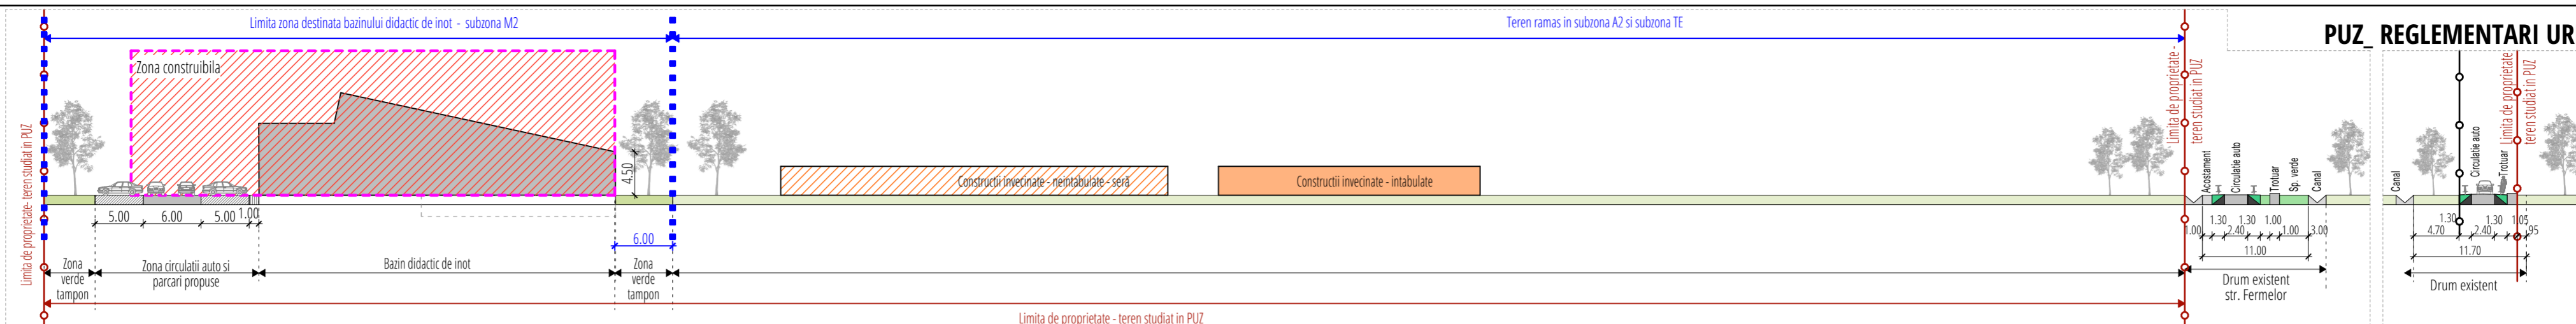 Limita zona destinata bazinului didactic de inot - subzona M2
Teren ramas in subzona A2 si subzona TE
PUZ_ REGLEMENTARI UR
Zona construibila
Limita de proprietate- teren studiat in PUZ
4.50
Constructii invecinate - neintabulate - seră
Constructii invecinate - intabulate
Limita de proprietate -
teren studiat in PUZ
Acostament
Circulatie auto
Trotuar
Sp. verde
Canal
Canal
Circulatie auto
Trotuar
Limita de proprietate
teren studiat in PUZ
5.00
6.00
5.00
1.00
6.00
1.30
1.30
1.00
1.00
2.40
1.00
3.00
11.00
1.30
1.30
1.05
4.70
2.40
95
11.70
Zona
verde
tampon
Zona circulatii auto si
parcari propuse
Bazin didactic de inot
Zona
verde
tampon
Drum existent
str. Fermelor
Drum existent
Limita de proprietate - teren studiat in PUZ